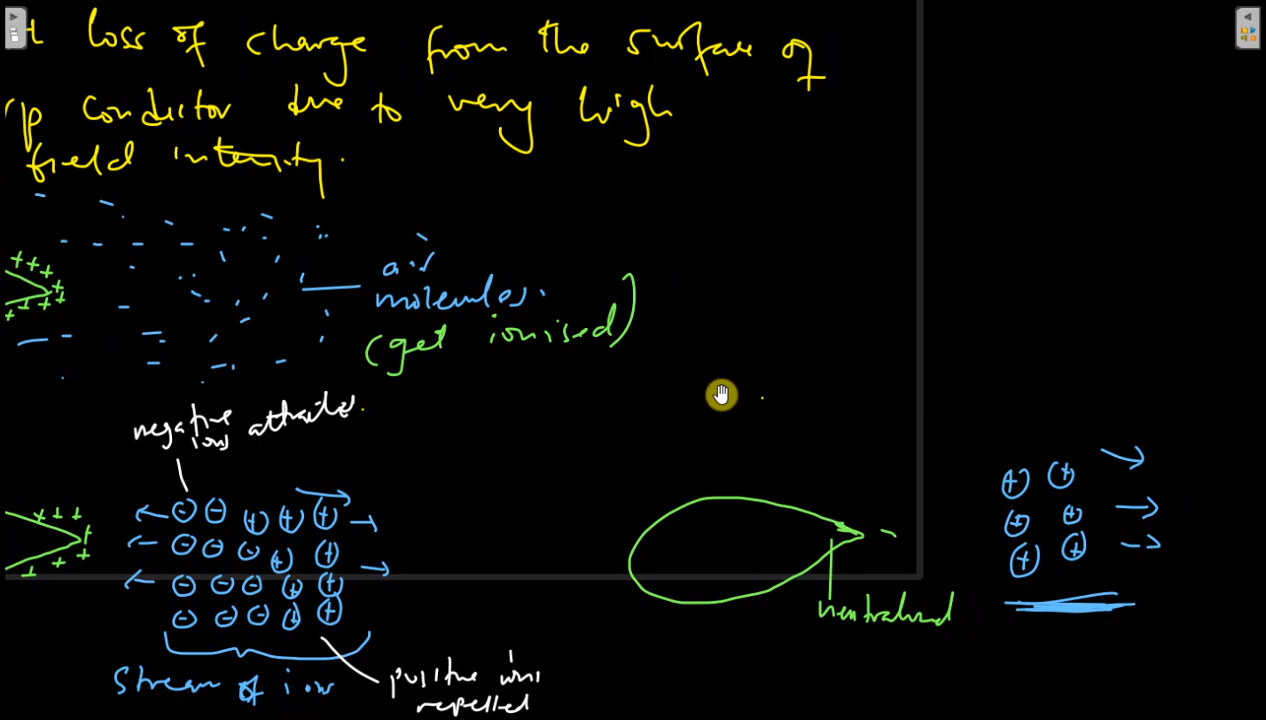 loss of charge from the surface of
conductor due to very high
field intensity.
air
molecules.
(get ionised)
negative
ions attracted.
neutralised
Stream of ions
positive ions
repelled